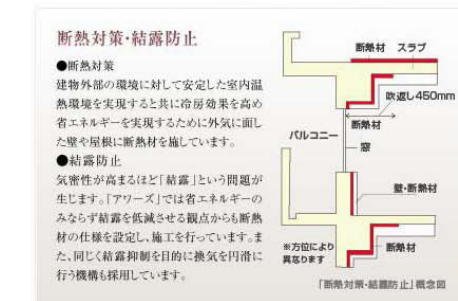 断熱対策・結露防止
●断熱対策
建物外部の環境に対して安定した室内温
熱環境を実現すると共に冷房効果を高め
省エネルギーを実現するために外気に面し
た壁や屋根に断熱材を施しています。
●結露防止
気密性が高まるほど「結露」という問題が
生じます。「アワーズ」では省エネルギーの
みならず結露を低減させる観点からも断熱
材の仕様を設定し、施工を行っています。ま
た、同じく結露抑制を目的に換気を円滑に
行う機構も採用しています。
断熱材 スラブ
吹返し450mm
断熱材
バルコニー
窓
壁・断熱材
断熱材
※方位により
異なります
「断熱対策・結露防止」概念図